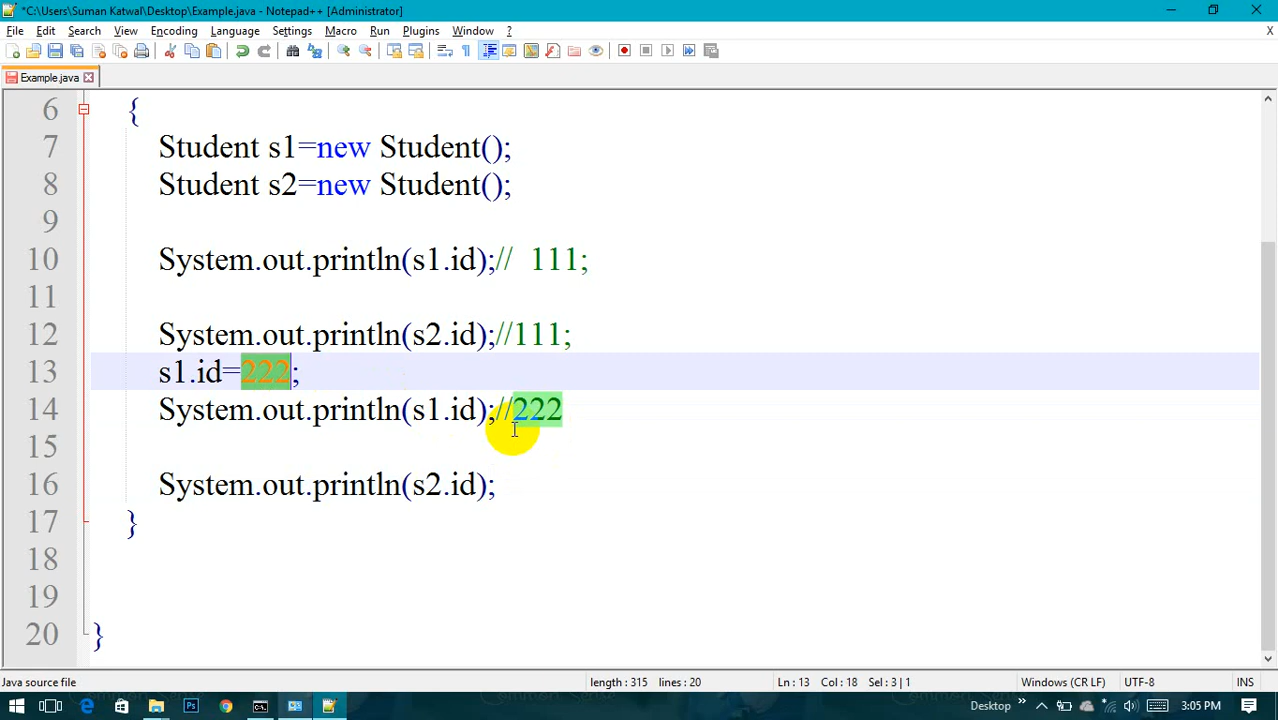 *C:\Users\Suman Katwal\Desktop\Example.java - Notepad++ [Administrator]
File Edit Search View Encoding Language Settings Macro Run Plugins Window ? X
Example.java
6 {
7 Student s1=new Student();
8 Student s2=new Student();
9
10 System.out.println(s1.id);// 111;
11
12 System.out.println(s2.id);//111;
13 s1.id=222;
14 System.out.println(s1.id);//222
15
16 System.out.println(s2.id);
17 }
18
19
20 }
Java source file length : 315 lines : 20 Ln : 13 Col : 18 Sel : 3 | 1 Windows (CR LF) UTF-8 INS
Desktop 3:05 PM